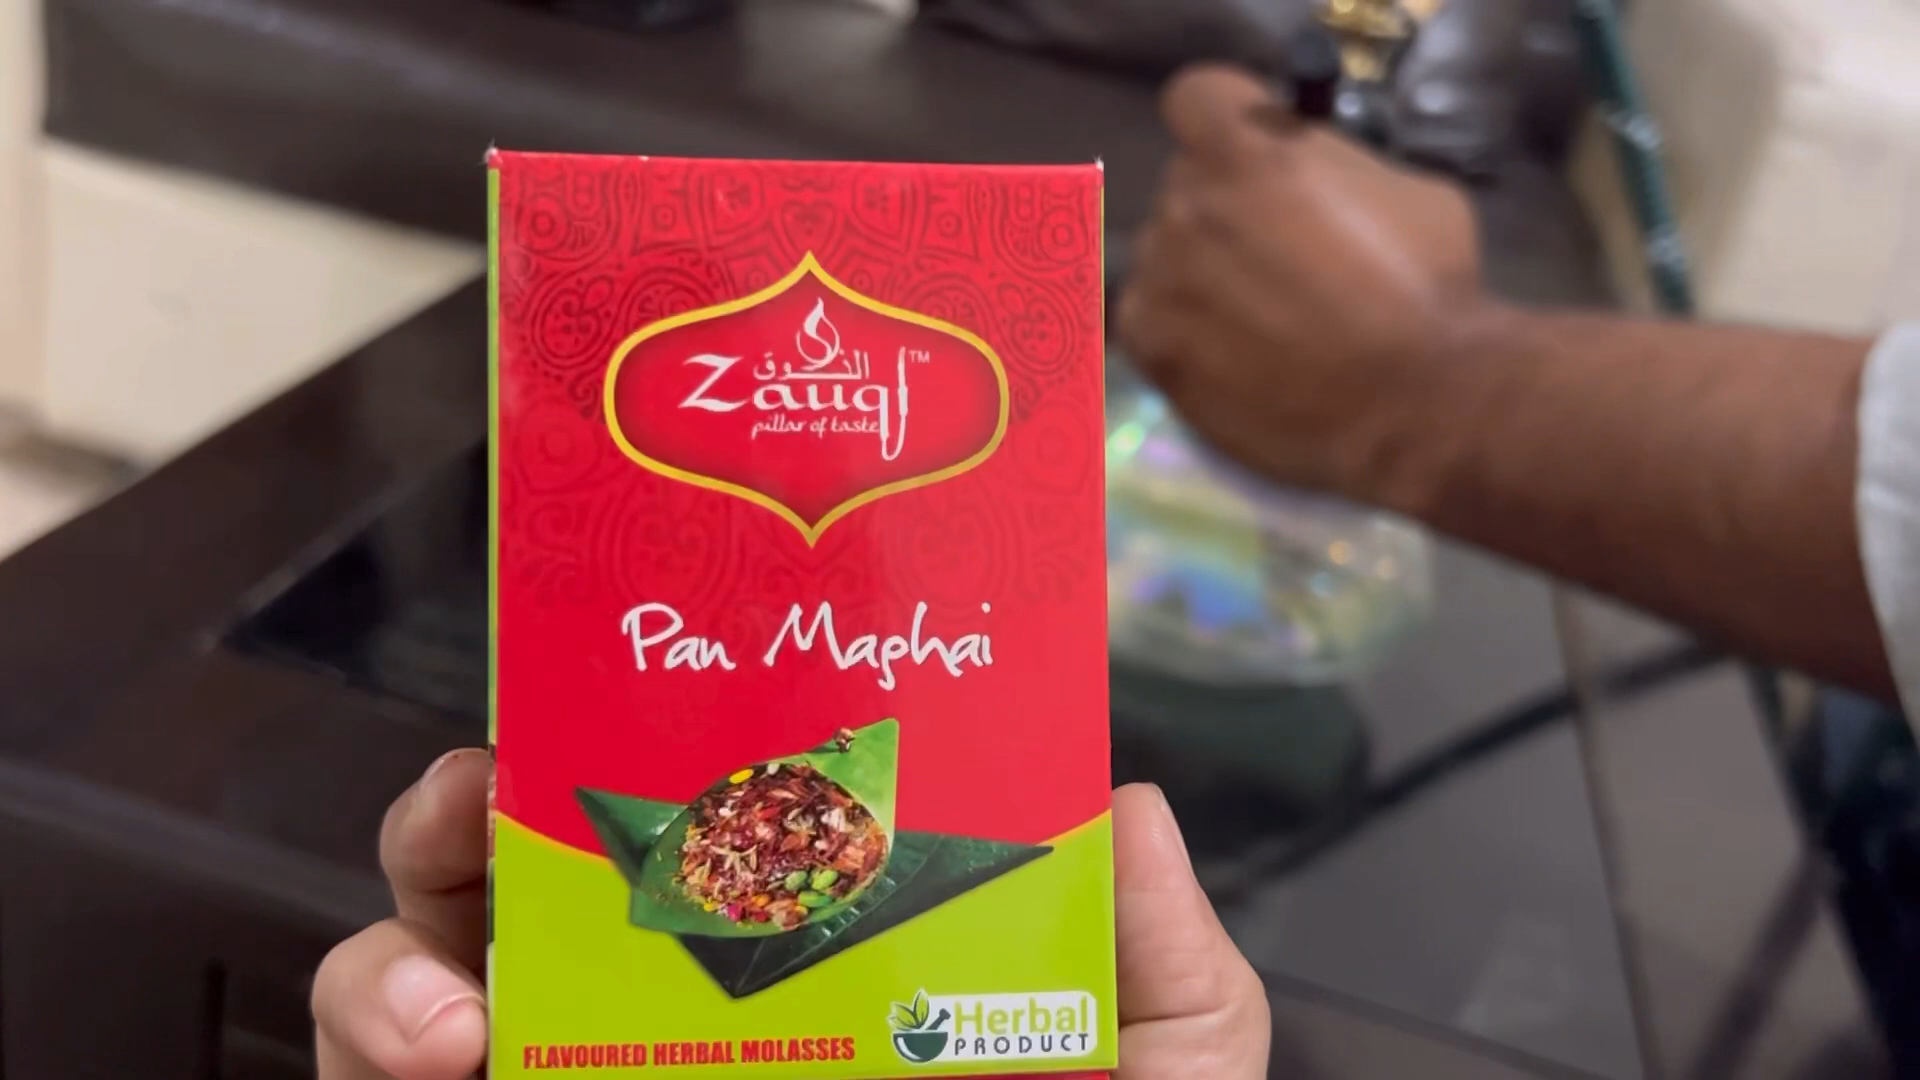 الذوق
Zauq
TM
pillar of taste
Pan Maghai
FLAVOURED HERBAL MOLASSES
Herbal
PRODUCT